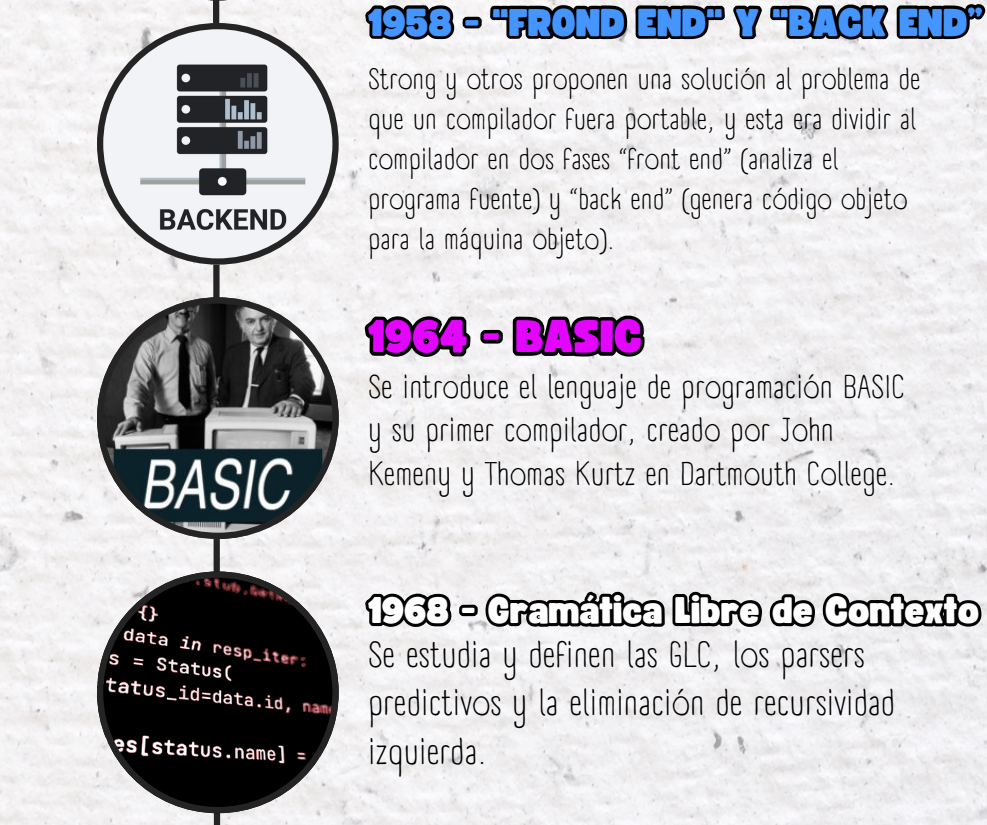 1958 - "FROND END" Y "BACK END"
Strong y otros proponen una solución al problema de
que un compilador fuera portable, y esta era dividir al
compilador en dos fases “front end” (analiza el
programa fuente) y “back end” (genera código objeto
para la máquina objeto).
BACKEND
1964 - BASIC
Se introduce el lenguaje de programación BASIC
y su primer compilador, creado por John
Kemeny y Thomas Kurtz en Dartmouth College.
BASIC
1968 - Gramática Libre de Contexto
Se estudia y definen las GLC, los parsers
predictivos y la eliminación de recursividad
izquierda.
{}
data in resp_iter:
s = Status(
tatus_id=data.id, nam
es[status.name] =